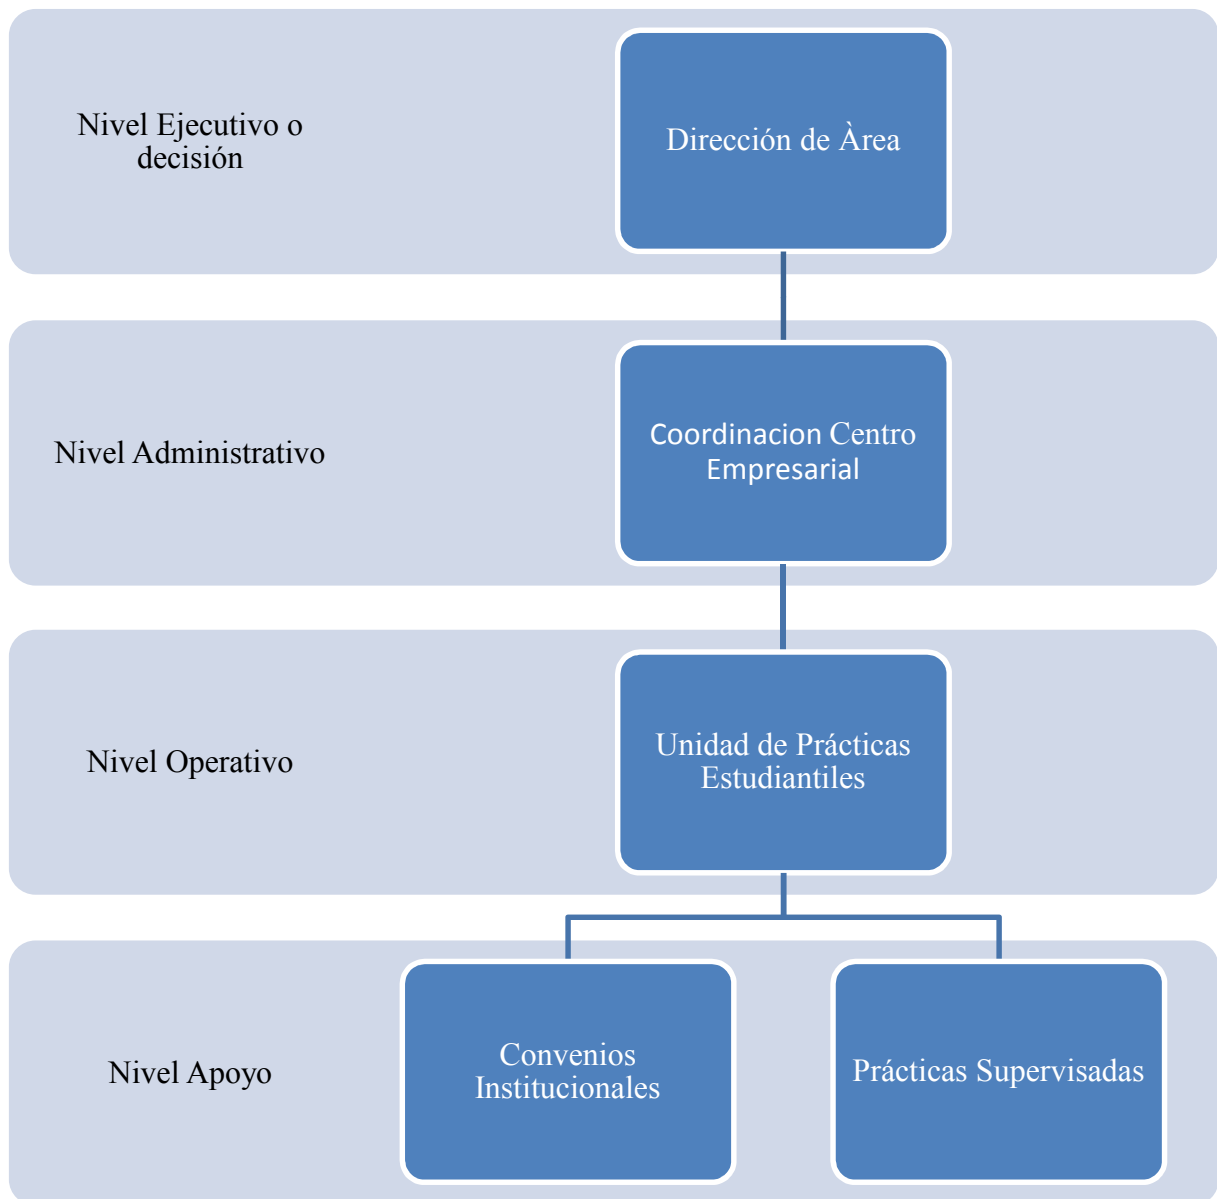 Nivel Ejecutivo o
decisión
Dirección de Àrea
Nivel Administrativo
Coordinacion Centro
Empresarial
Nivel Operativo
Unidad de Prácticas
Estudiantiles
Nivel Apoyo
Convenios
Institucionales
Prácticas Supervisadas